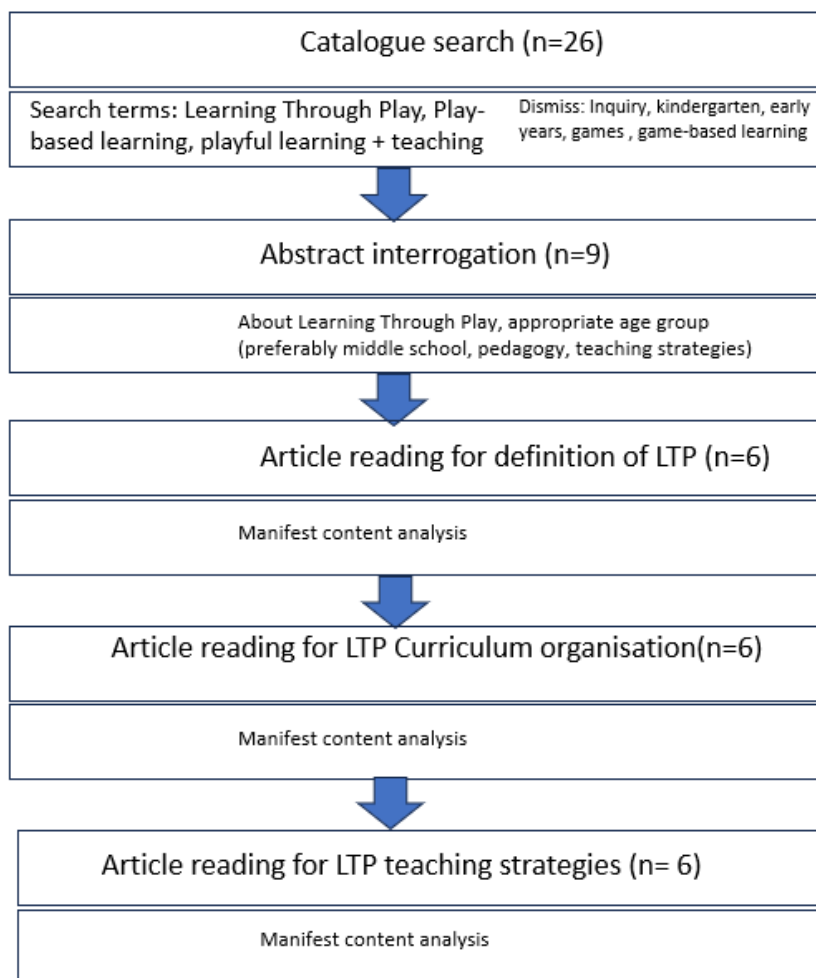 Catalogue search (n=26)
Search terms: Learning Through Play, Play-
based learning, playful learning + teaching
Dismiss: Inquiry, kindergarten, early
years, games , game-based learning
Abstract interrogation (n=9)
About Learning Through Play, appropriate age group
(preferably middle school, pedagogy, teaching strategies)
Article reading for definition of LTP (n=6)
Manifest content analysis
Article reading for LTP Curriculum organisation(n=6)
Manifest content analysis
Article reading for LTP teaching strategies (n= 6)
Manifest content analysis